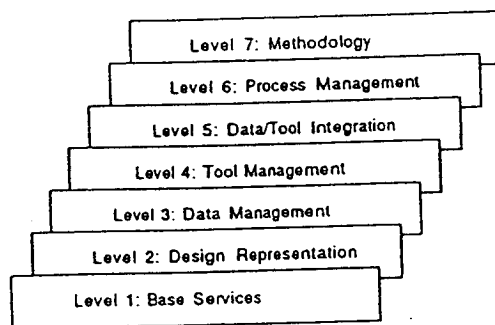 Level 7: Methodology
Level 6: Process Management
Level 5: Data/Tool Integration
Level 4: Tool Management
Level 3: Data Management
Level 2: Design Representation
Level 1: Base Services